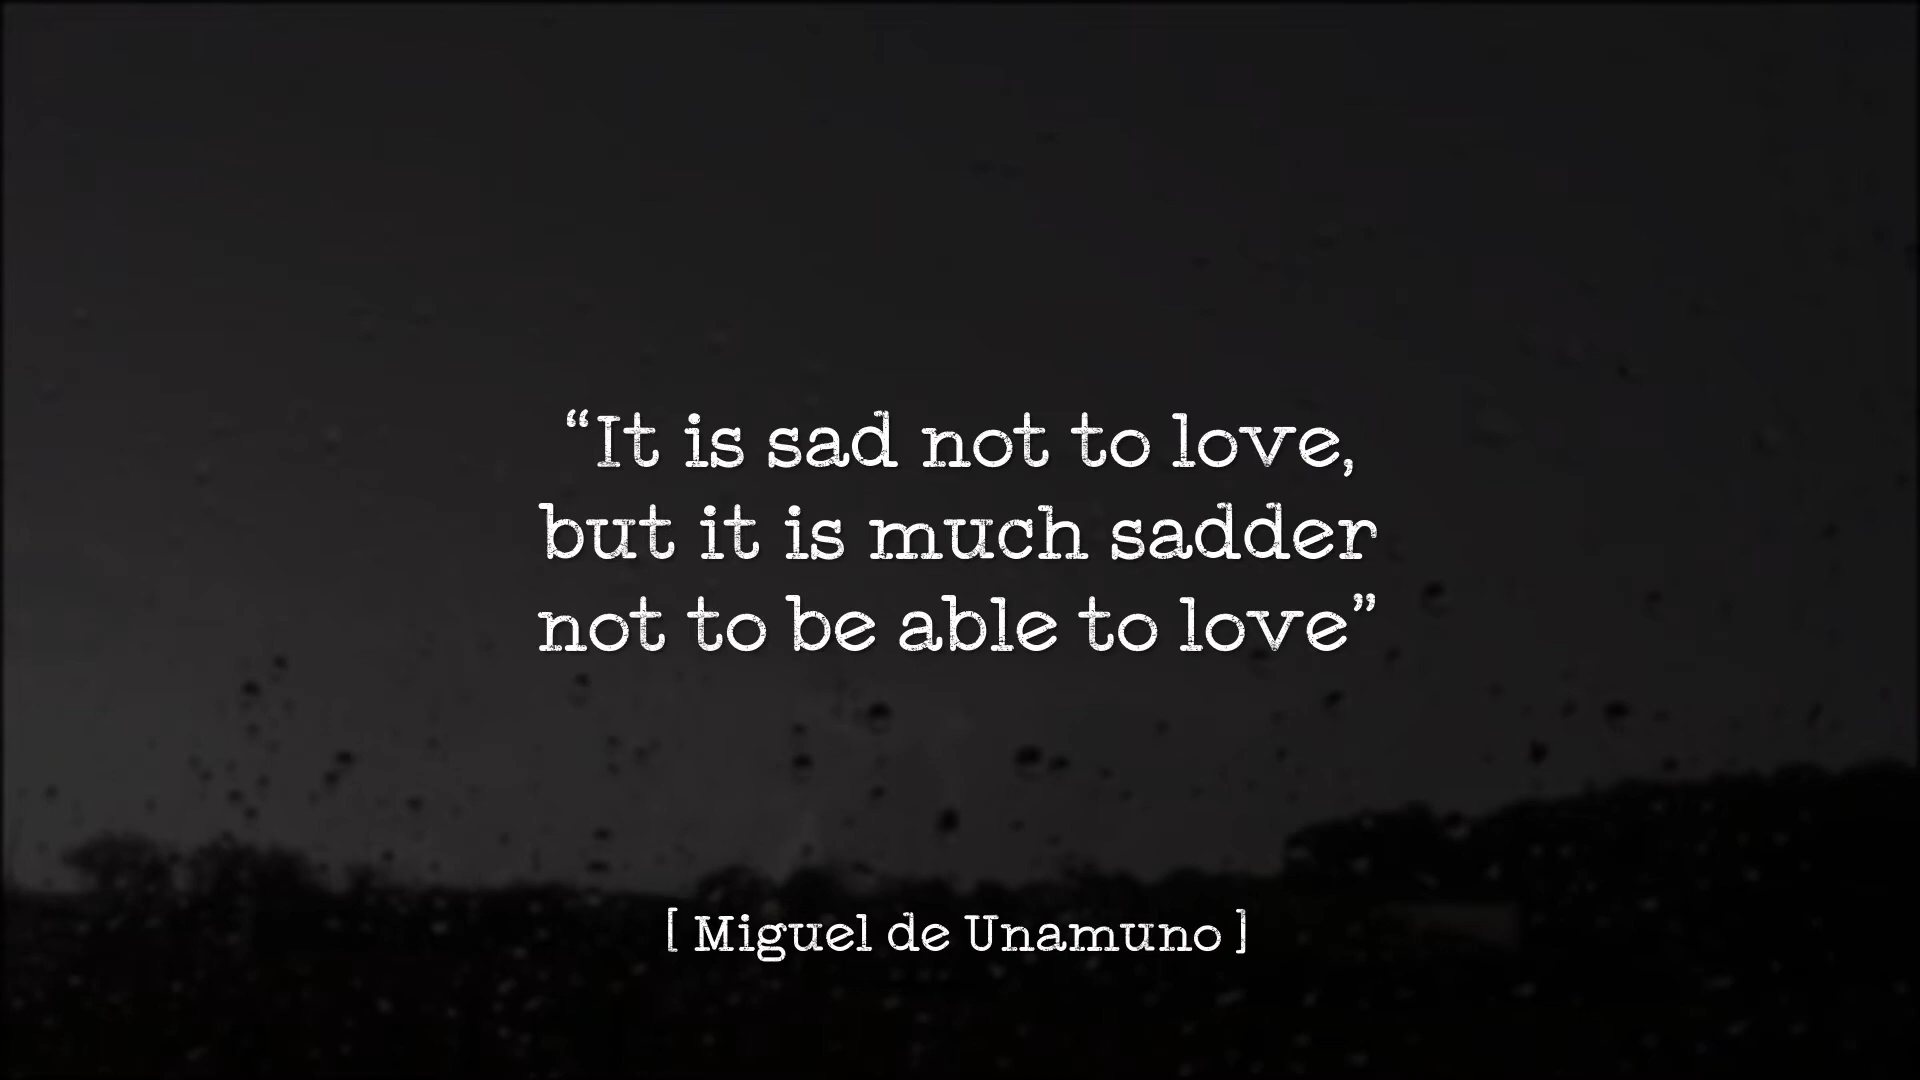 “It is sad not to love,
but it is much sadder
not to be able to love”
[ Miguel de Unamuno ]